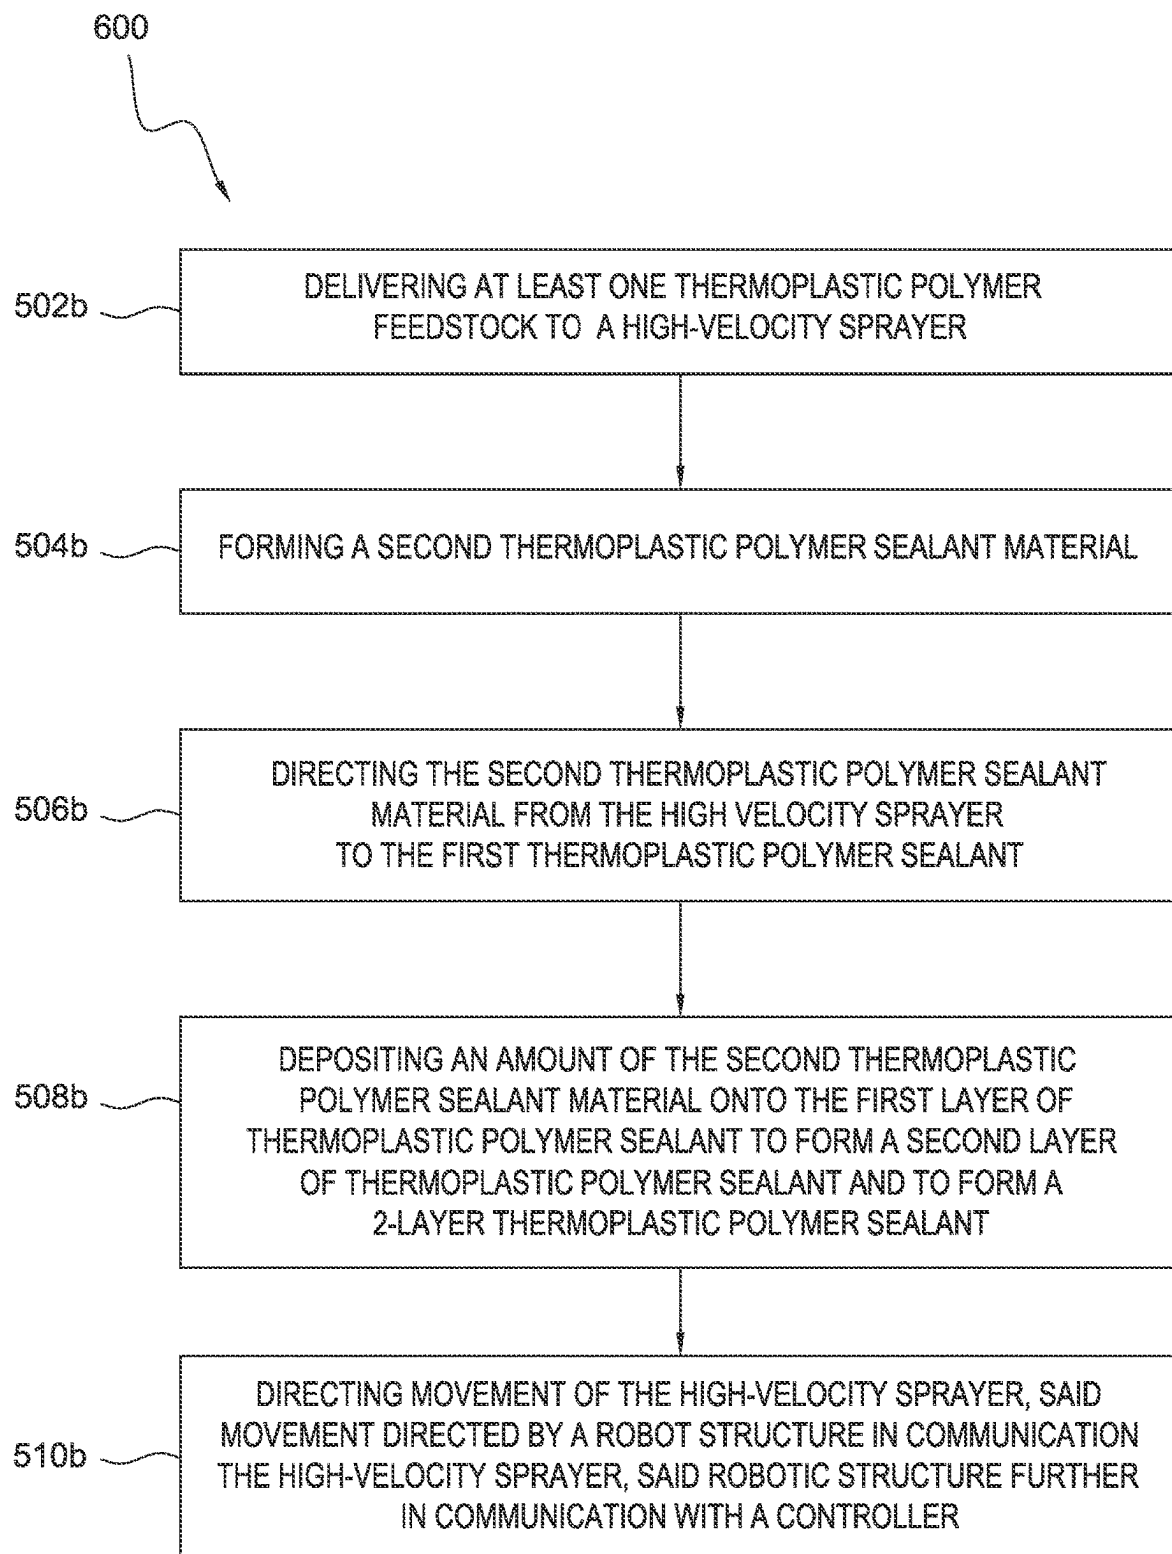 600
502b
DELIVERING AT LEAST ONE THERMOPLASTIC POLYMER
FEEDSTOCK TO A HIGH-VELOCITY SPRAYER
504b
FORMING A SECOND THERMOPLASTIC POLYMER SEALANT MATERIAL
506b
DIRECTING THE SECOND THERMOPLASTIC POLYMER SEALANT
MATERIAL FROM THE HIGH VELOCITY SPRAYER
TO THE FIRST THERMOPLASTIC POLYMER SEALANT
508b
DEPOSITING AN AMOUNT OF THE SECOND THERMOPLASTIC
POLYMER SEALANT MATERIAL ONTO THE FIRST LAYER OF
THERMOPLASTIC POLYMER SEALANT TO FORM A SECOND LAYER
OF THERMOPLASTIC POLYMER SEALANT AND TO FORM A
2-LAYER THERMOPLASTIC POLYMER SEALANT
510b
DIRECTING MOVEMENT OF THE HIGH-VELOCITY SPRAYER, SAID
MOVEMENT DIRECTED BY A ROBOT STRUCTURE IN COMMUNICATION
THE HIGH-VELOCITY SPRAYER, SAID ROBOTIC STRUCTURE FURTHER
IN COMMUNICATION WITH A CONTROLLER